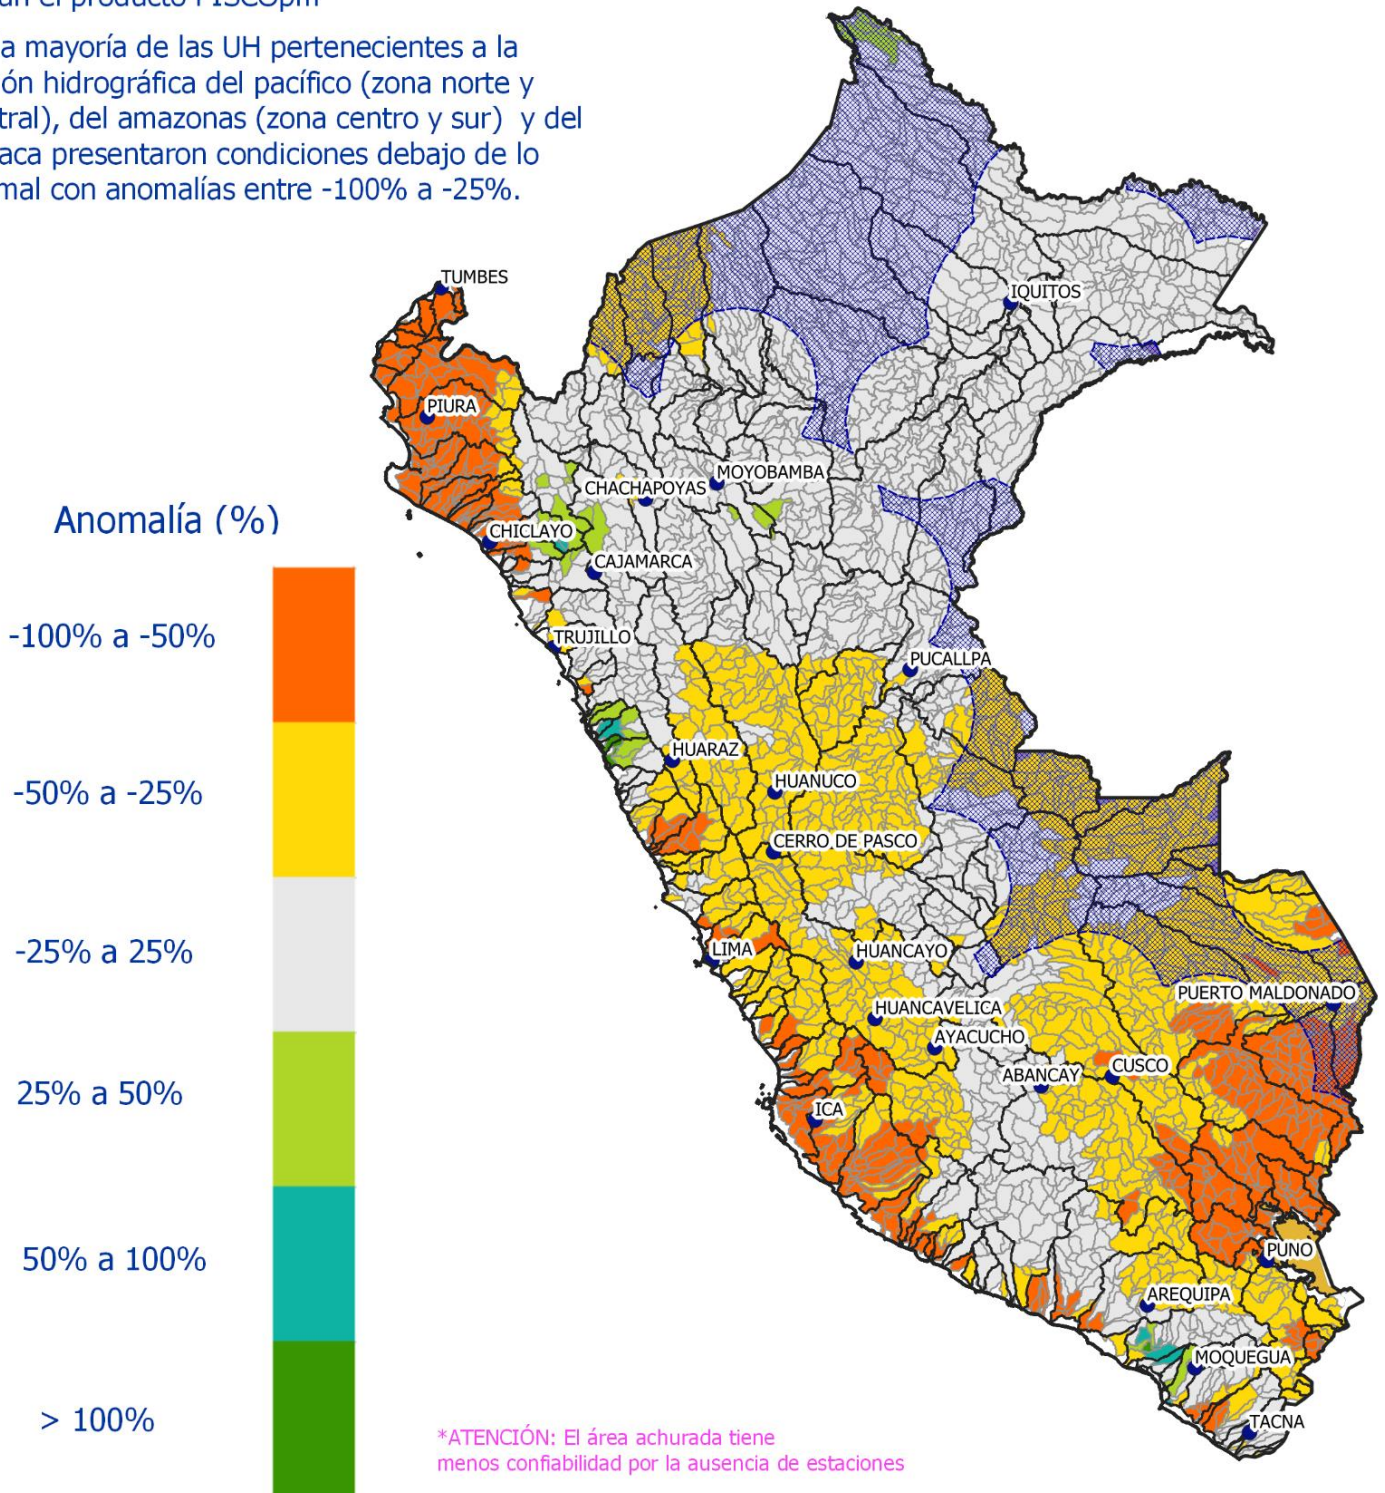 el producto PISCOpm
a mayoría de las UH pertenecientes a la
ón hidrográfica del pacífico (zona norte y
tral), del amazonas (zona centro y sur) y del
aca presentaron condiciones debajo de lo
mal con anomalías entre -100% a -25%.
TUMBES
IQUITOS
PIURA
MOYOBAMBA
CHACHAPOYAS
Anomalía (%)
CHICLAYO
CAJAMARCA
-100% a -50%
TRUJILLO
PUCALLPA
HUARAZ
HUANUCO
-50% a -25%
CERRO DE PASCO
LIMA
HUANCAYO
-25% a 25%
PUERTO MALDONADO
HUANCAVELICA
AYACUCHO
ABANCAY
CUSCO
25% a 50%
ICA
PUNO
50% a 100%
AREQUIPA
MOQUEGUA
> 100%
TACNA
*ATENCIÓN: El área achurada tiene
menos confiabilidad por la ausencia de estaciones